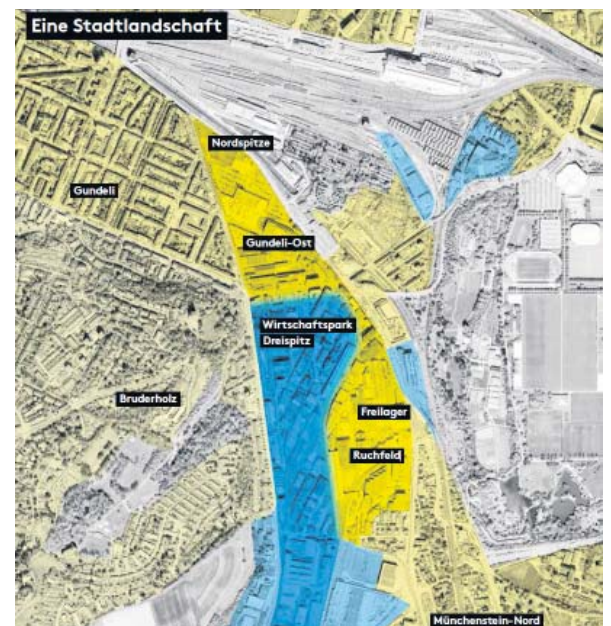 Eine Stadtlandschaft
Nordspitze
Gundeli
Gundeli-Ost
Wirtschaftspark
Dreispitz
Bruderholz
Freilager
Ruchfeld
Münchenstein-Nord